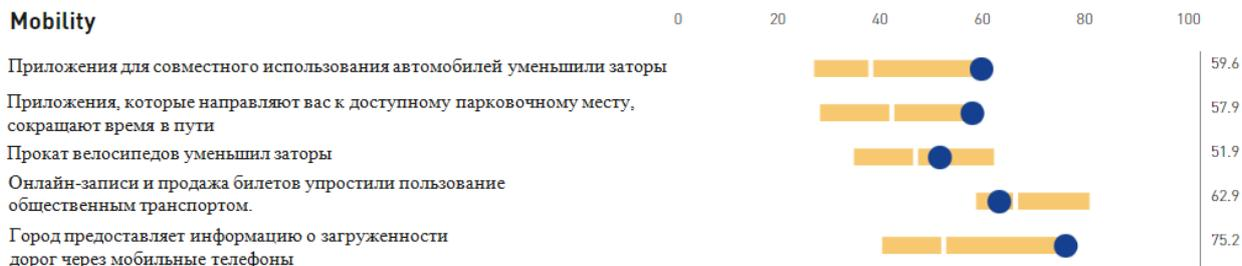 Mobility
0 20 40 60 80 100
Приложения для совместного использования автомобилей уменьшили заторы
59.6
Приложения, которые направляют вас к доступному парковочному месту,
сокращают время в пути
57.9
Прокат велосипедов уменьшил заторы
51.9
Онлайн-записи и продажа билетов упростили пользование
общественным транспортом.
62.9
Город предоставляет информацию о загруженности
дорог через мобильные телефоны
75.2